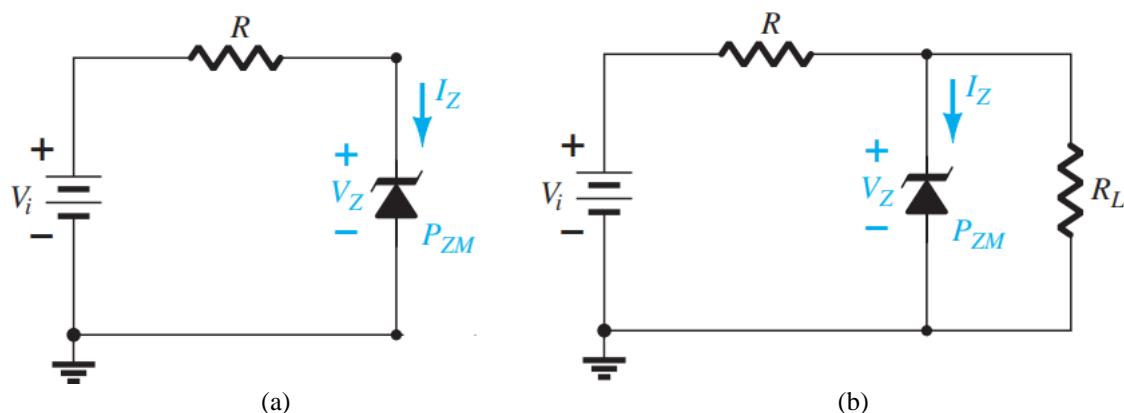 R
I_Z
+
V_i
−
+
V_Z
−
P_ZM
(a)
R
I_Z
+
V_i
−
+
V_Z
−
P_ZM
R_L
(b)